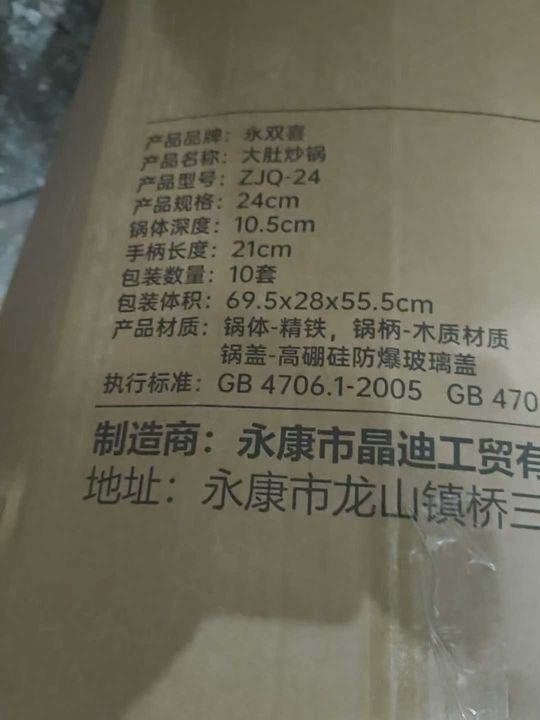 产品品牌：永双喜
产品名称：大肚炒锅
产品型号：ZJQ-24
产品规格：24cm
锅体深度：10.5cm
手柄长度：21cm
包装数量：10套
包装体积：69.5x28x55.5cm
产品材质：锅体-精铁，锅柄-木质材质
锅盖-高硼硅防爆玻璃盖
执行标准：GB 4706.1-2005 GB 470
制造商：永康市晶迪工贸有
地址：永康市龙山镇桥三